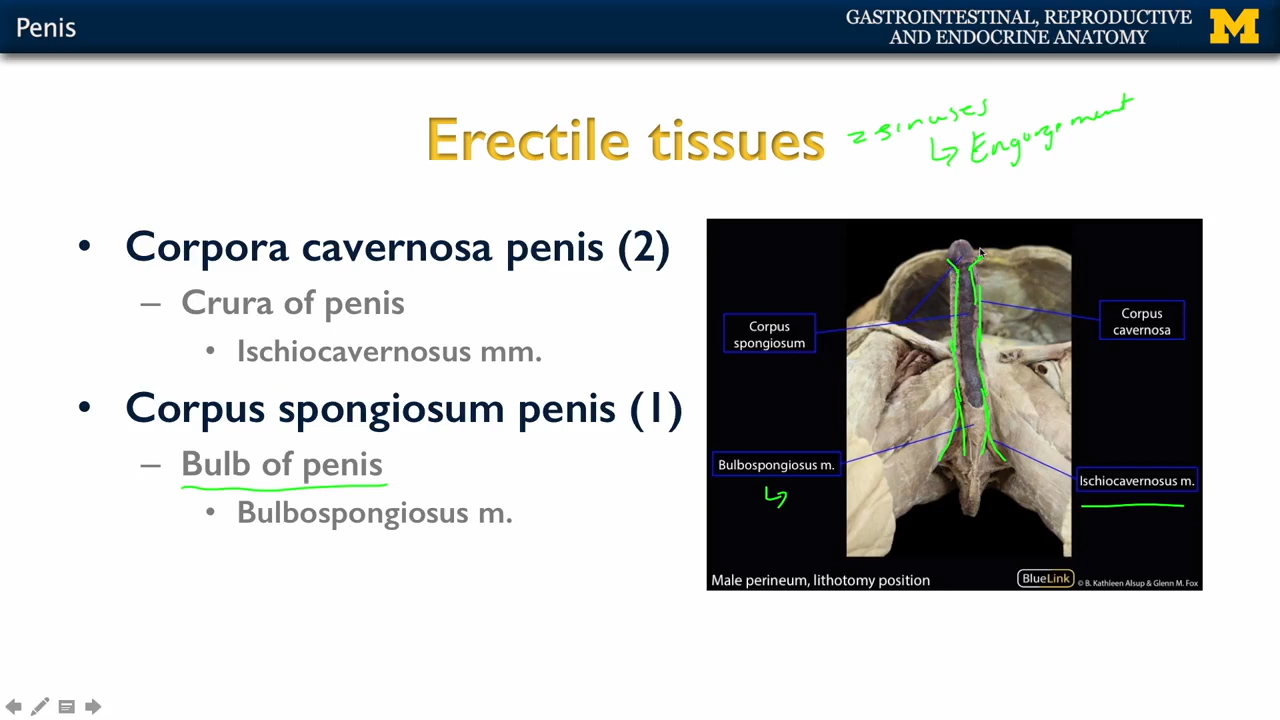 Penis
GASTROINTESTINAL, REPRODUCTIVE
AND ENDOCRINE ANATOMY
M
Erectile tissues
= sinuses
↳ Engorgement
• Corpora cavernosa penis (2)
– Crura of penis
• Ischiocavernosus mm.
• Corpus spongiosum penis (1)
– Bulb of penis
• Bulbospongiosus m.
Corpus
spongiosum
Corpus
cavernosa
Bulbospongiosus m.
Ischiocavernosus m.
Male perineum, lithotomy position
BlueLink
© B. Kathleen Alsup & Glenn M. Fox